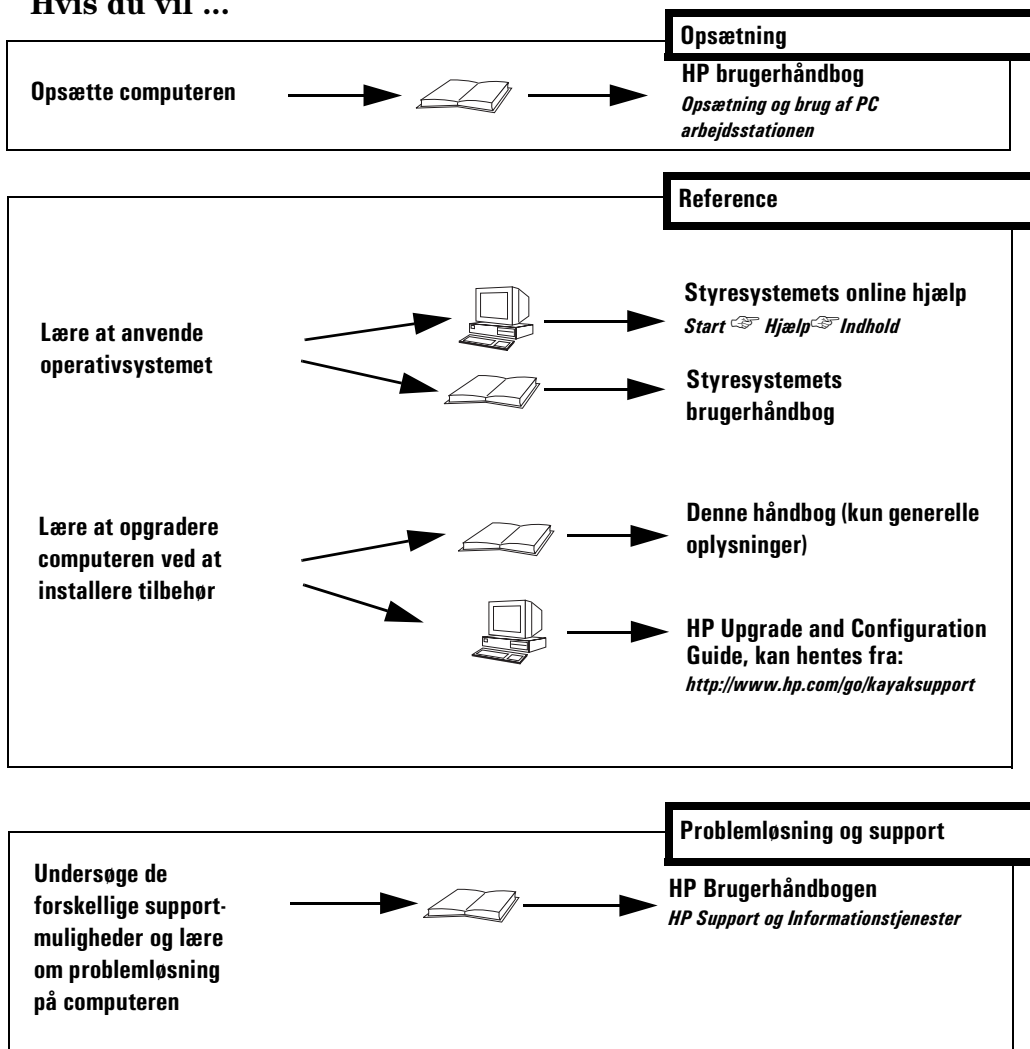 Hvis du vil ...
Opsætning
Opsætte computeren
HP brugerhåndbog
Opsætning og brug af PC
arbejdsstationen
Reference
Lære at anvende
operativsystemet
Styresystemets online hjælp
Start ☞ Hjælp☞ Indhold
Styresystemets
brugerhåndbog
Lære at opgradere
computeren ved at
installere tilbehør
Denne håndbog (kun generelle
oplysninger)
HP Upgrade and Configuration
Guide, kan hentes fra:
http://www.hp.com/go/kayaksupport
Problemløsning og support
Undersøge de
forskellige support-
muligheder og lære
om problemløsning
på computeren
HP Brugerhåndbogen
HP Support og Informationstjenester